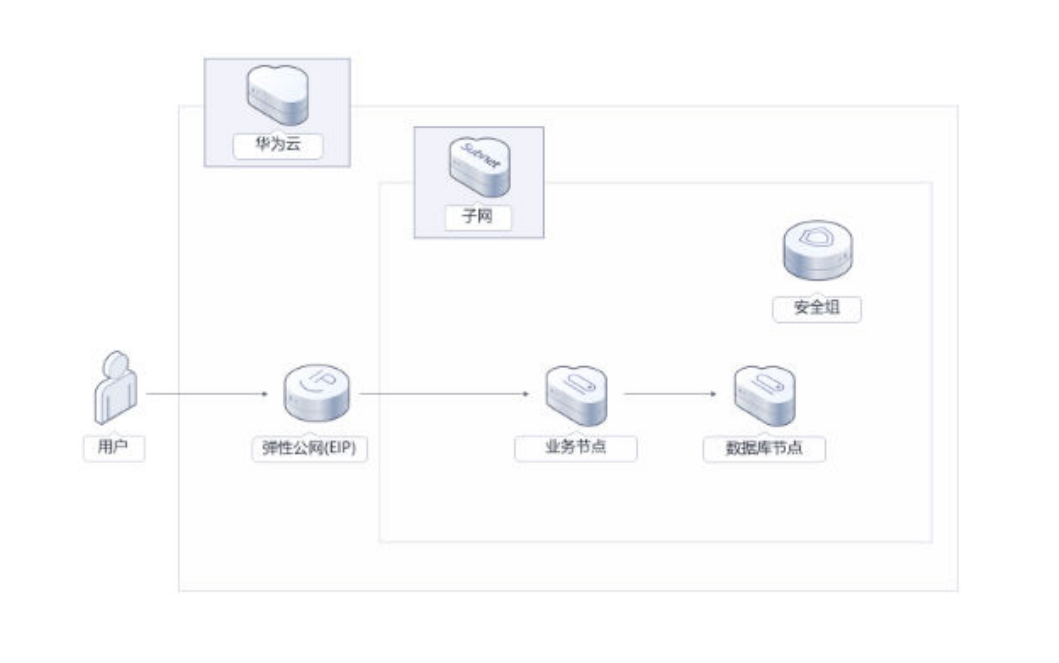 华为云
Subnet
子网
安全组
IP
用户
弹性公网(EIP)
业务节点
数据库节点